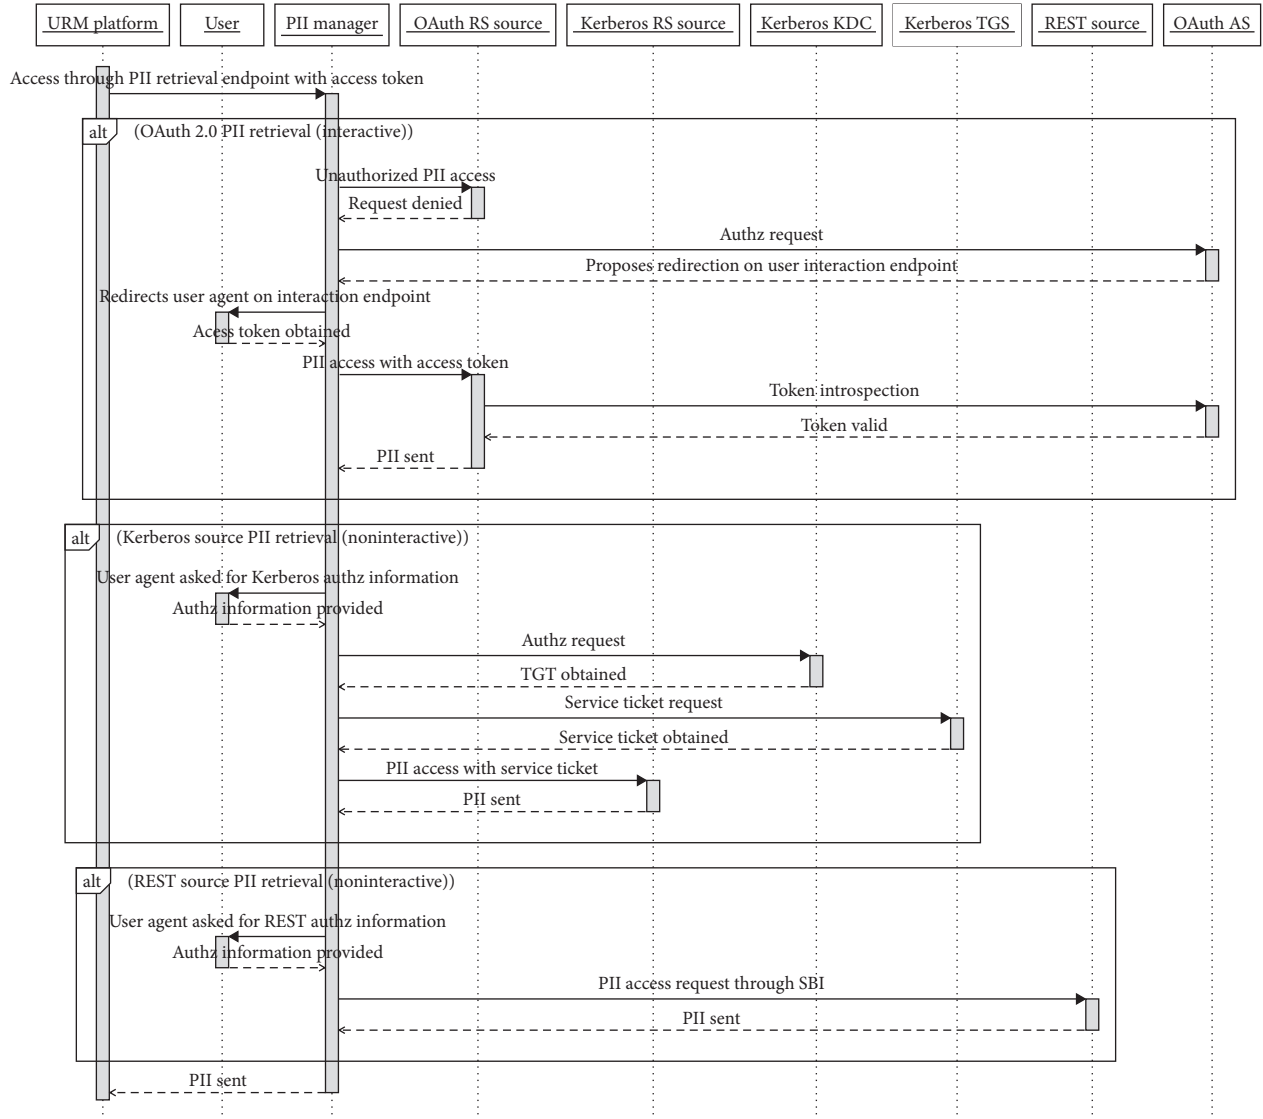 URM platform
User
PII manager
OAuth RS source
Kerberos RS source
Kerberos KDC
Kerberos TGS
REST source
OAuth AS
Access through PII retrieval endpoint with access token
alt
(OAuth 2.0 PII retrieval (interactive))
Unauthorized PII access
Request denied
Authz request
Proposes redirection on user interaction endpoint
Redirects user agent on interaction endpoint
Acess token obtained
PII access with access token
Token introspection
Token valid
PII sent
alt
(Kerberos source PII retrieval (noninteractive))
User agent asked for Kerberos authz information
Authz information provided
Authz request
TGT obtained
Service ticket request
Service ticket obtained
PII access with service ticket
PII sent
alt
(REST source PII retrieval (noninteractive))
User agent asked for REST authz information
Authz information provided
PII access request through SBI
PII sent
PII sent